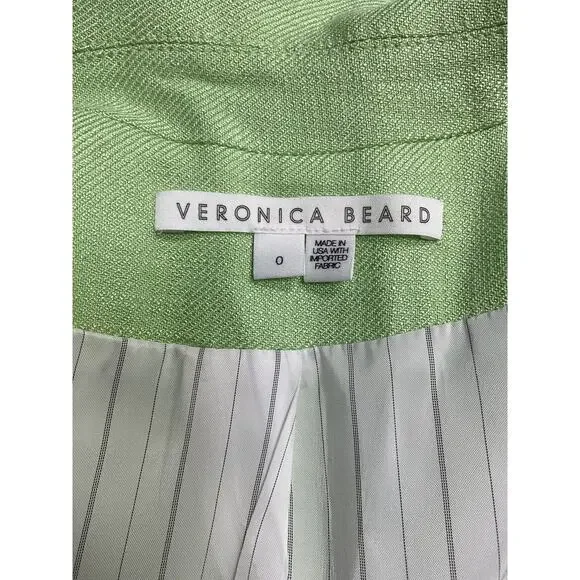 VERONICA BEARD
0
MADE IN
USA WITH
IMPORTED
FABRIC